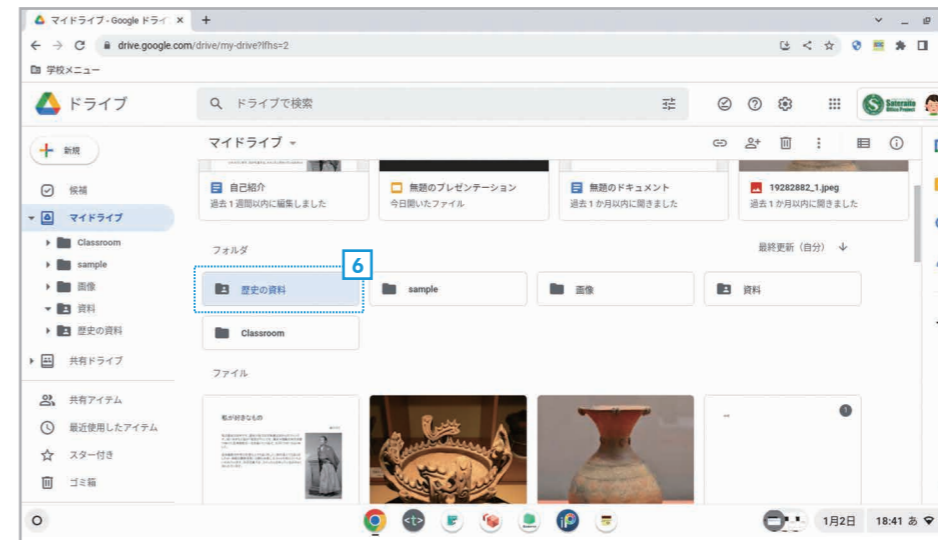 マイドライブ - Google ドライ
drive.google.com/drive/my-drive?lfhs=2
学校メニュー
ドライブ
ドライブで検索
Sateraito
Office Project
新規
マイドライブ
候補
マイドライブ
Classroom
sample
画像
資料
歴史の資料
共有ドライブ
共有アイテム
最近使用したアイテム
スター付き
ゴミ箱
自己紹介
過去1週間以内に編集しました
無題のプレゼンテーション
今日開いたファイル
無題のドキュメント
過去1か月以内に開きました
19282882_1.jpeg
過去1か月以内に開きました
フォルダ
最終更新（自分）
6
歴史の資料
sample
画像
資料
Classroom
ファイル
私が好きなもの
1月2日
18:41
あ